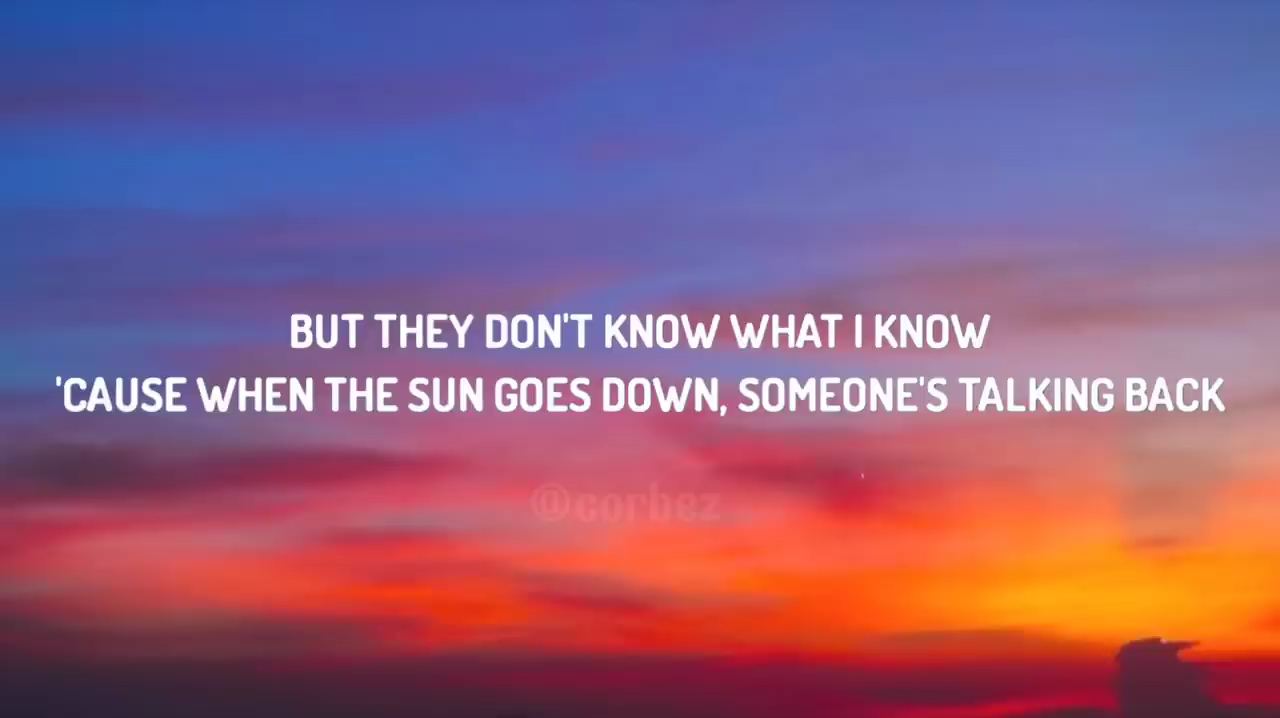 BUT THEY DON'T KNOW WHAT I KNOW
'CAUSE WHEN THE SUN GOES DOWN, SOMEONE'S TALKING BACK
@corbez